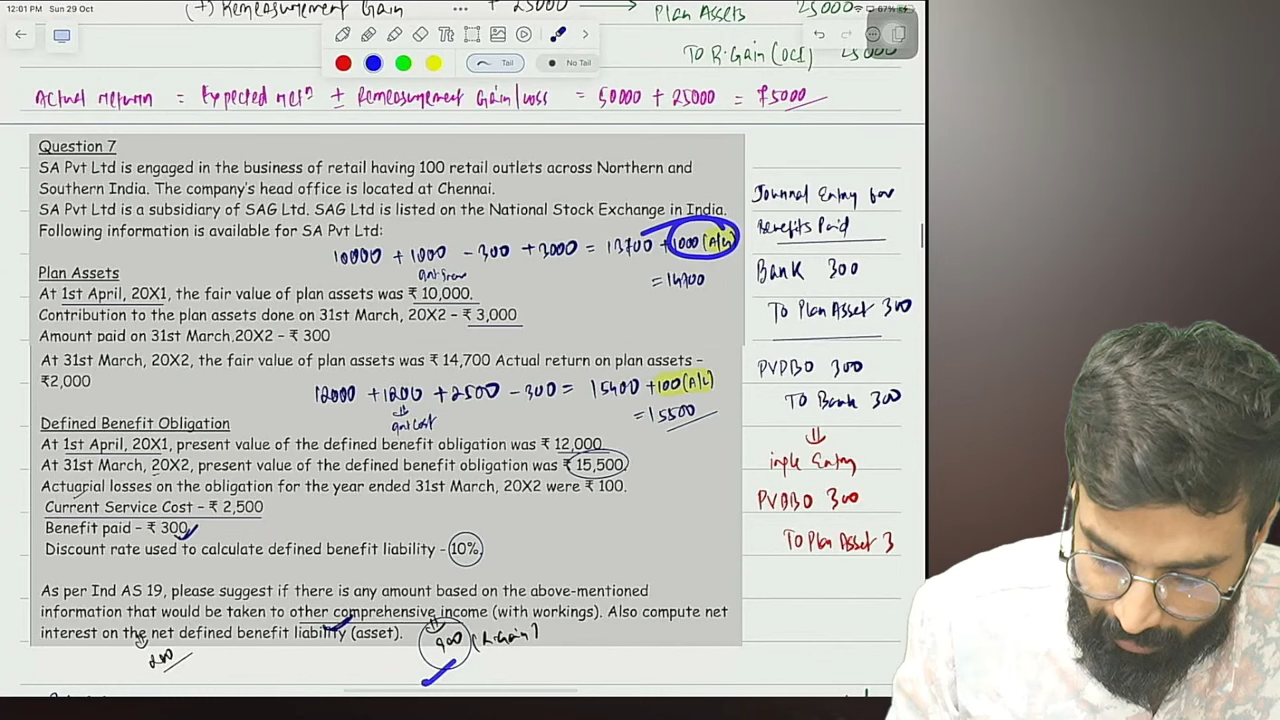 12:01 PM Sun 29 Oct
67%
(+) Remeasurement Gain + 25000
Plan Assets 25000
To R.Gain (OCI) 25000
Tail
No Tail
Actual Return = Expected Retn ± Remeasurement Gain/Loss = 50000 + 25000 = 75000
Question 7
SA Pvt Ltd is engaged in the business of retail having 100 retail outlets across Northern and
Southern India. The company's head office is located at Chennai.
SA Pvt Ltd is a subsidiary of SAG Ltd. SAG Ltd is listed on the National Stock Exchange in India.
Following information is available for SA Pvt Ltd:
10000 + 1000 - 300 + 3000 = 13700 + 1000 (A/G)
= 14700
Plan Assets
At 1st April, 20X1, the fair value of plan assets was ₹ 10,000.
Contribution to the plan assets done on 31st March, 20X2 – ₹ 3,000
Amount paid on 31st March,20X2 – ₹ 300
At 31st March, 20X2, the fair value of plan assets was ₹ 14,700 Actual return on plan assets –
₹2,000
12000 + 1200 + 2500 - 300 = 15400 + 100 (A/L)
Int Cost
= 15500
Defined Benefit Obligation
At 1st April, 20X1, present value of the defined benefit obligation was ₹ 12,000
At 31st March, 20X2, present value of the defined benefit obligation was ₹ 15,500.
Actuarial losses on the obligation for the year ended 31st March, 20X2 were ₹ 100.
Current Service Cost – ₹ 2,500
Benefit paid – ₹ 300
Discount rate used to calculate defined benefit liability – 10%.
As per Ind AS 19, please suggest if there is any amount based on the above-mentioned
information that would be taken to other comprehensive income (with workings). Also compute net
interest on the net defined benefit liability (asset).
200
900 (R.Gain)
Journal Entry for
Benefits Paid
Bank 300
To Plan Asset 300
PVDBO 300
To Bank 300
Entry
PVDBO 300
To Plan Asset 3